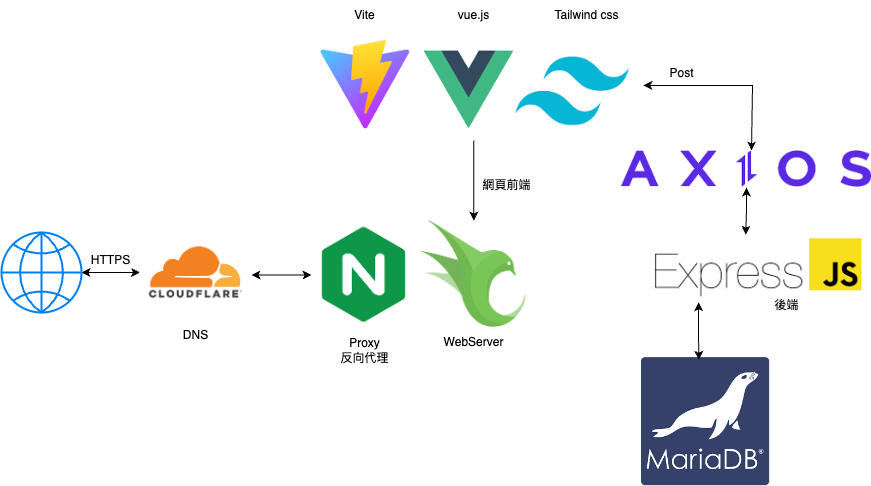 Vite
vue.js
Tailwind css
Post
AXIOS
網頁前端
HTTPS
CLOUDFLARE
N
Express
JS
後端
DNS
Proxy
反向代理
WebServer
MariaDB®